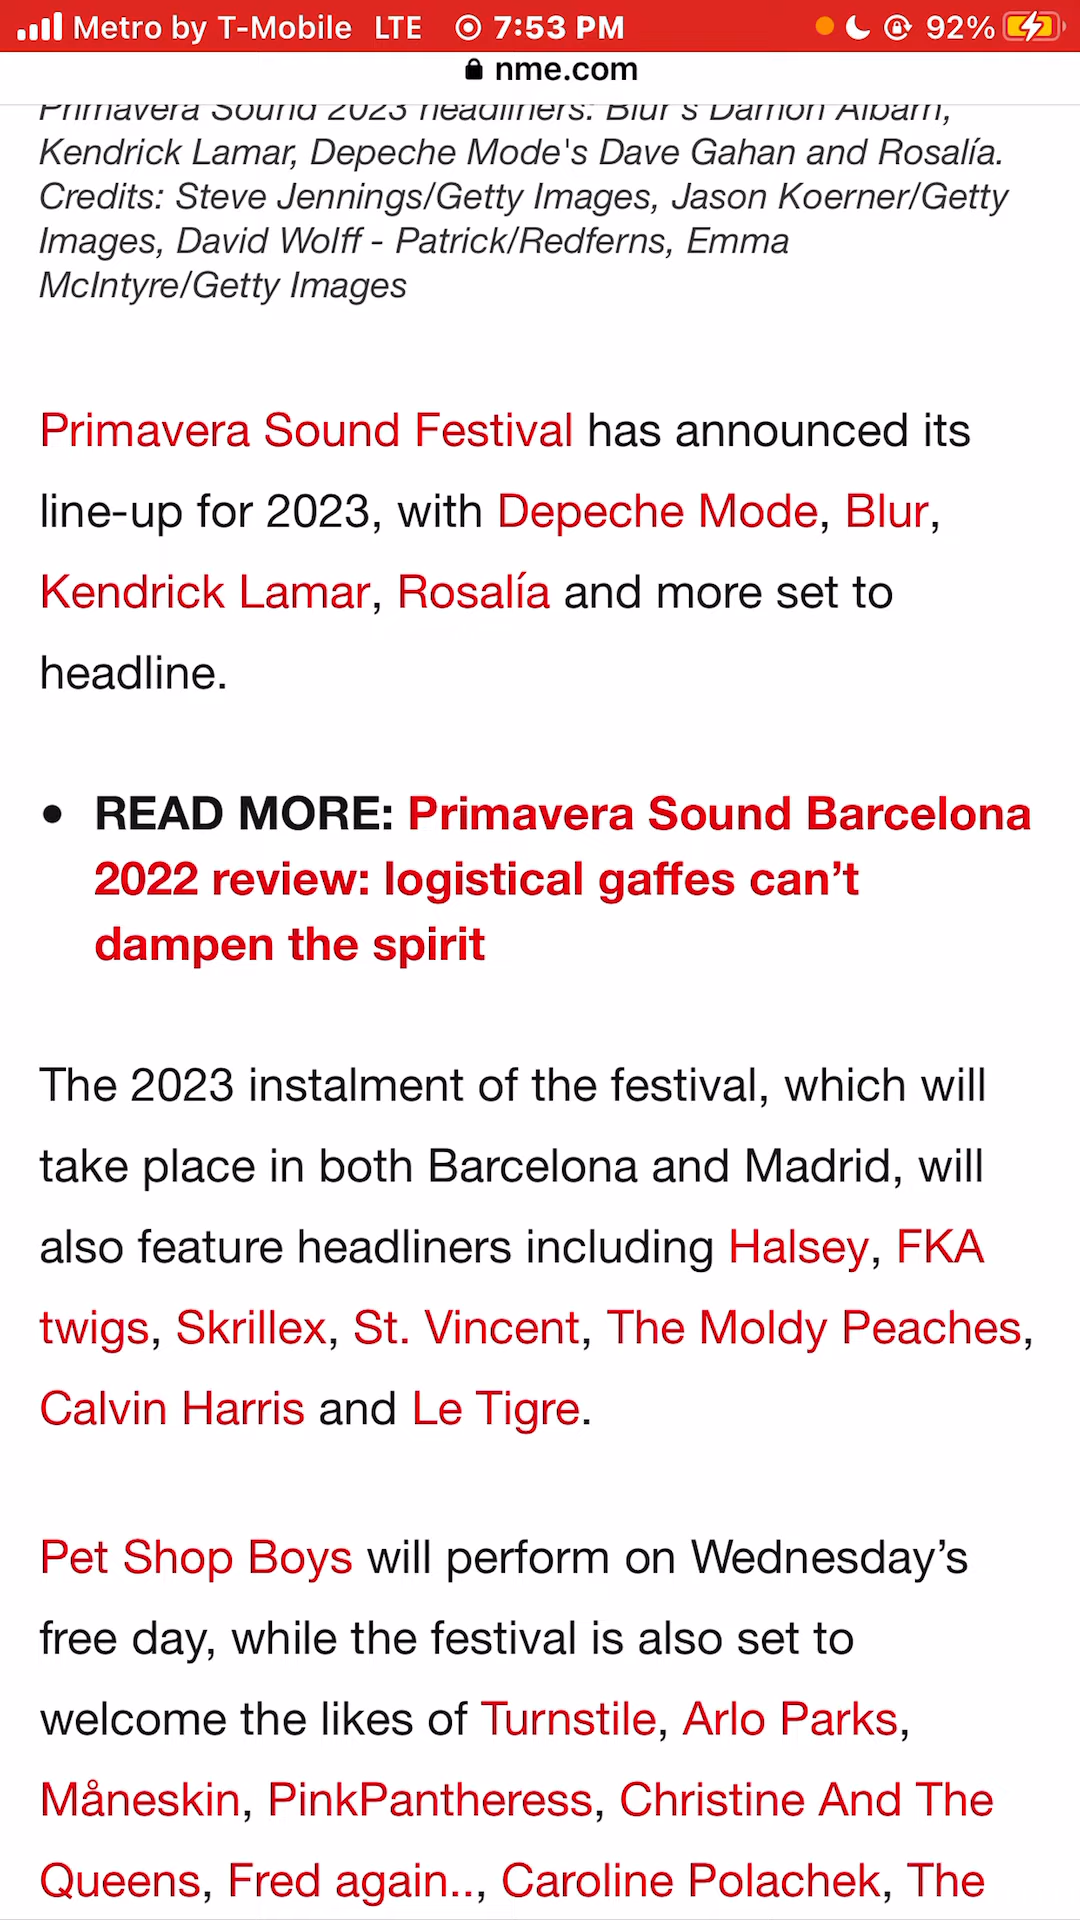 Metro by T-Mobile LTE 7:53 PM 92%
nme.com
Primavera Sound 2023 headliners: Blur's Damon Albarn,
Kendrick Lamar, Depeche Mode's Dave Gahan and Rosalía.
Credits: Steve Jennings/Getty Images, Jason Koerner/Getty
Images, David Wolff - Patrick/Redferns, Emma
McIntyre/Getty Images
Primavera Sound Festival has announced its
line-up for 2023, with Depeche Mode, Blur,
Kendrick Lamar, Rosalía and more set to
headline.
• READ MORE: Primavera Sound Barcelona
2022 review: logistical gaffes can’t
dampen the spirit
The 2023 instalment of the festival, which will
take place in both Barcelona and Madrid, will
also feature headliners including Halsey, FKA
twigs, Skrillex, St. Vincent, The Moldy Peaches,
Calvin Harris and Le Tigre.
Pet Shop Boys will perform on Wednesday’s
free day, while the festival is also set to
welcome the likes of Turnstile, Arlo Parks,
Måneskin, PinkPantheress, Christine And The
Queens, Fred again.., Caroline Polachek, The